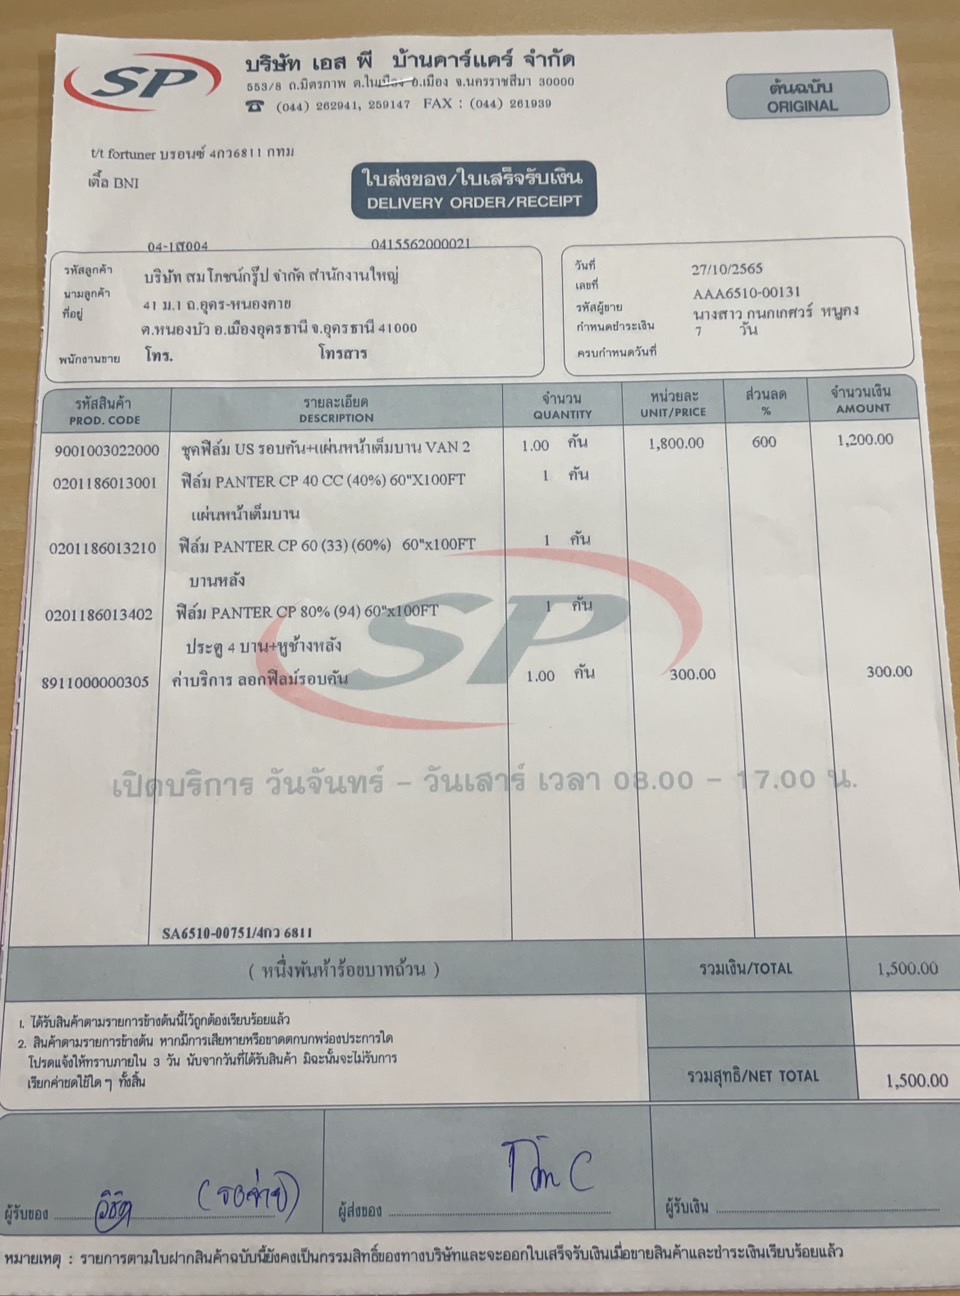 SP
บริษัท เอส พี บ้านคาร์แคร์ จำกัด
553/8 ถ.มิตรภาพ ต.ในเมือง อ.เมือง จ.นครราชสีมา 30000
☎ (044) 262941, 259147 FAX : (044) 261939
ต้นฉบับ
ORIGINAL
t/t fortuner บรอนซ์ 4กว6811 กทม
เดี้อ BNI
ใบส่งของ/ใบเสร็จรับเงิน
DELIVERY ORDER/RECEIPT
04-1ส004 0415562000021
รหัสลูกค้า
นามลูกค้า บริษัท สมโภชน์กรุ๊ป จำกัด สำนักงานใหญ่
ที่อยู่ 41 ม.1 ถ.อุดร-หนองคาย
ต.หนองบัว อ.เมืองอุดรธานี จ.อุดรธานี 41000
พนักงานขาย โทร. โทรสาร
วันที่ 27/10/2565
เลขที่ AAA6510-00131
รหัสผู้ขาย นางสาว กนกเกศวร์ หนูคง
กำหนดชำระเงิน 7 วัน
ครบกำหนดวันที่
รหัสสินค้า รายละเอียด จำนวน หน่วยละ ส่วนลด จำนวนเงิน
PROD. CODE DESCRIPTION QUANTITY UNIT/PRICE % AMOUNT
9001003022000 ชุดฟิล์ม US รอบคัน+แผ่นหน้าเต็มบาน VAN 2 1.00 คัน 1,800.00 600 1,200.00
0201186013001 ฟิล์ม PANTER CP 40 CC (40%) 60"X100FT 1 คัน
แผ่นหน้าเต็มบาน
0201186013210 ฟิล์ม PANTER CP 60 (33) (60%) 60"x100FT 1 คัน
บานหลัง
0201186013402 ฟิล์ม PANTER CP 80% (94) 60"x100FT 1 คัน
ประตู 4 บาน+หูช้างหลัง
8911000000305 ค่าบริการ ลอกฟิลม์รอบคัน 1.00 คัน 300.00 300.00
SP
เปิดบริการ วันจันทร์ - วันเสาร์ เวลา 08.00 - 17.00 น.
SA6510-00751/4กว 6811
( หนึ่งพันห้าร้อยบาทถ้วน ) รวมเงิน/TOTAL 1,500.00
1. ได้รับสินค้าตามรายการข้างต้นนี้ไว้ถูกต้องเรียบร้อยแล้ว
2. สินค้าตามรายการข้างต้น หากมีการเสียหายหรือขาดตกบกพร่องประการใด
โปรดแจ้งให้ทราบภายใน 3 วัน นับจากวันที่ได้รับสินค้า มิฉะนั้นจะไม่รับการ
เรียกค่าชดใช้ใด ๆ ทั้งสิ้น
รวมสุทธิ/NET TOTAL 1,500.00
ผู้รับของ (รอจ่าย)
ผู้ส่งของ
ผู้รับเงิน
หมายเหตุ : รายการตามใบฝากสินค้าฉบับนี้ยังคงเป็นกรรมสิทธิ์ของทางบริษัทและจะออกใบเสร็จรับเงินเมื่อขายสินค้าและชำระเงินเรียบร้อยแล้ว